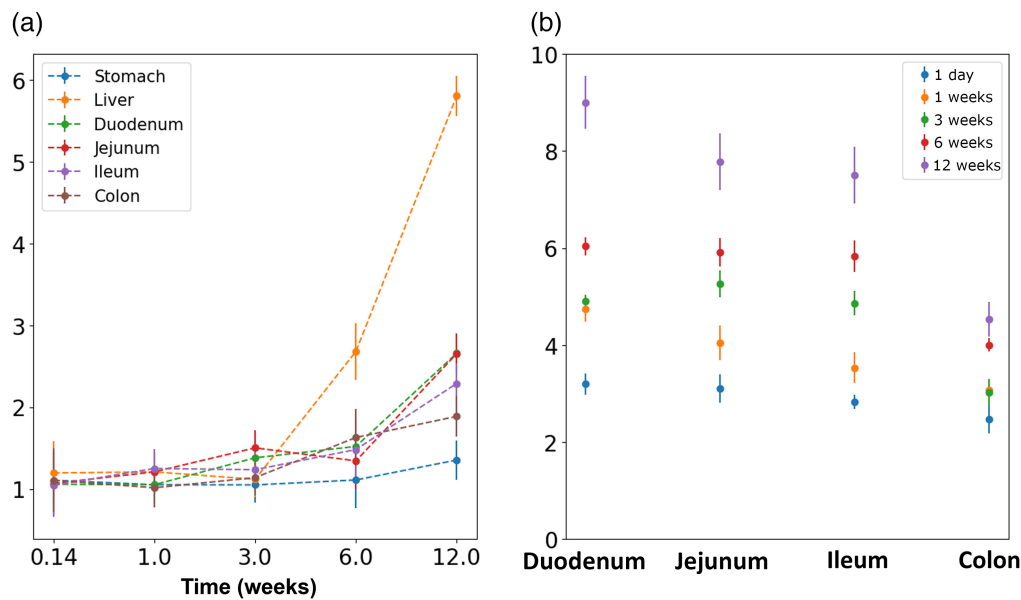 (a)
6
5
4
3
2
1
Stomach
Liver
Duodenum
Jejunum
Ileum
Colon
0.14 1.0 3.0 6.0 12.0
Time (weeks)
(b)
10
8
6
4
2
0
1 day
1 weeks
3 weeks
6 weeks
12 weeks
Duodenum Jejunum Ileum Colon